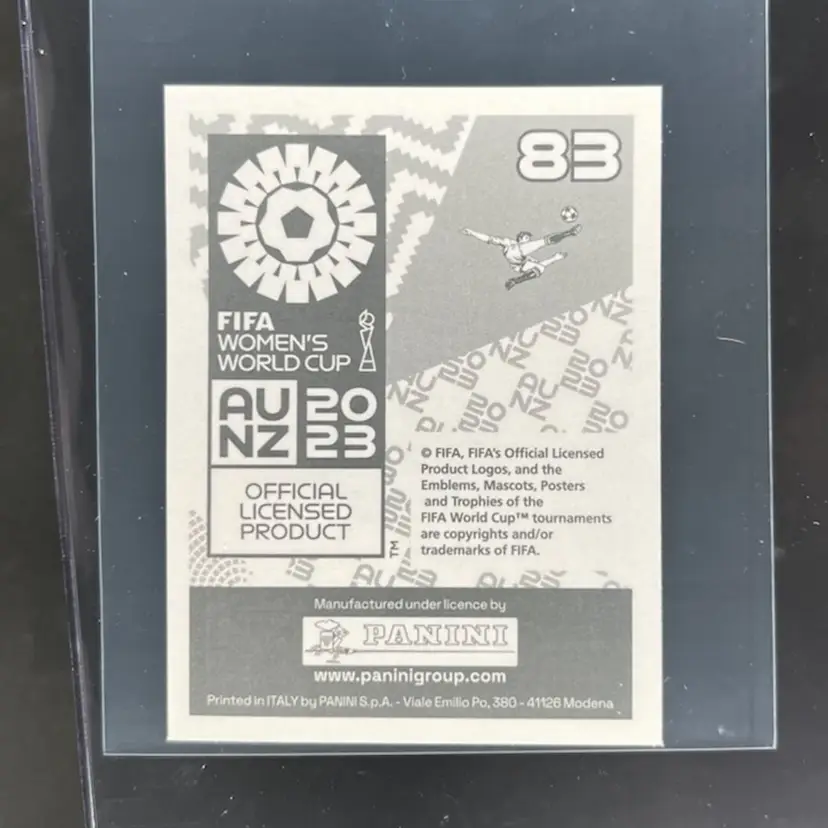 83
FIFA
WOMEN'S
WORLD CUP
AU 20
NZ 23
OFFICIAL
LICENSED
PRODUCT
TM
© FIFA, FIFA's Official Licensed
Product Logos, and the
Emblems, Mascots, Posters
and Trophies of the
FIFA World Cup™ tournaments
are copyrights and/or
trademarks of FIFA.
Manufactured under licence by
PANINI
www.paninigroup.com
Printed in ITALY by PANINI S.p.A. - Viale Emilio Po, 380 - 41126 Modena